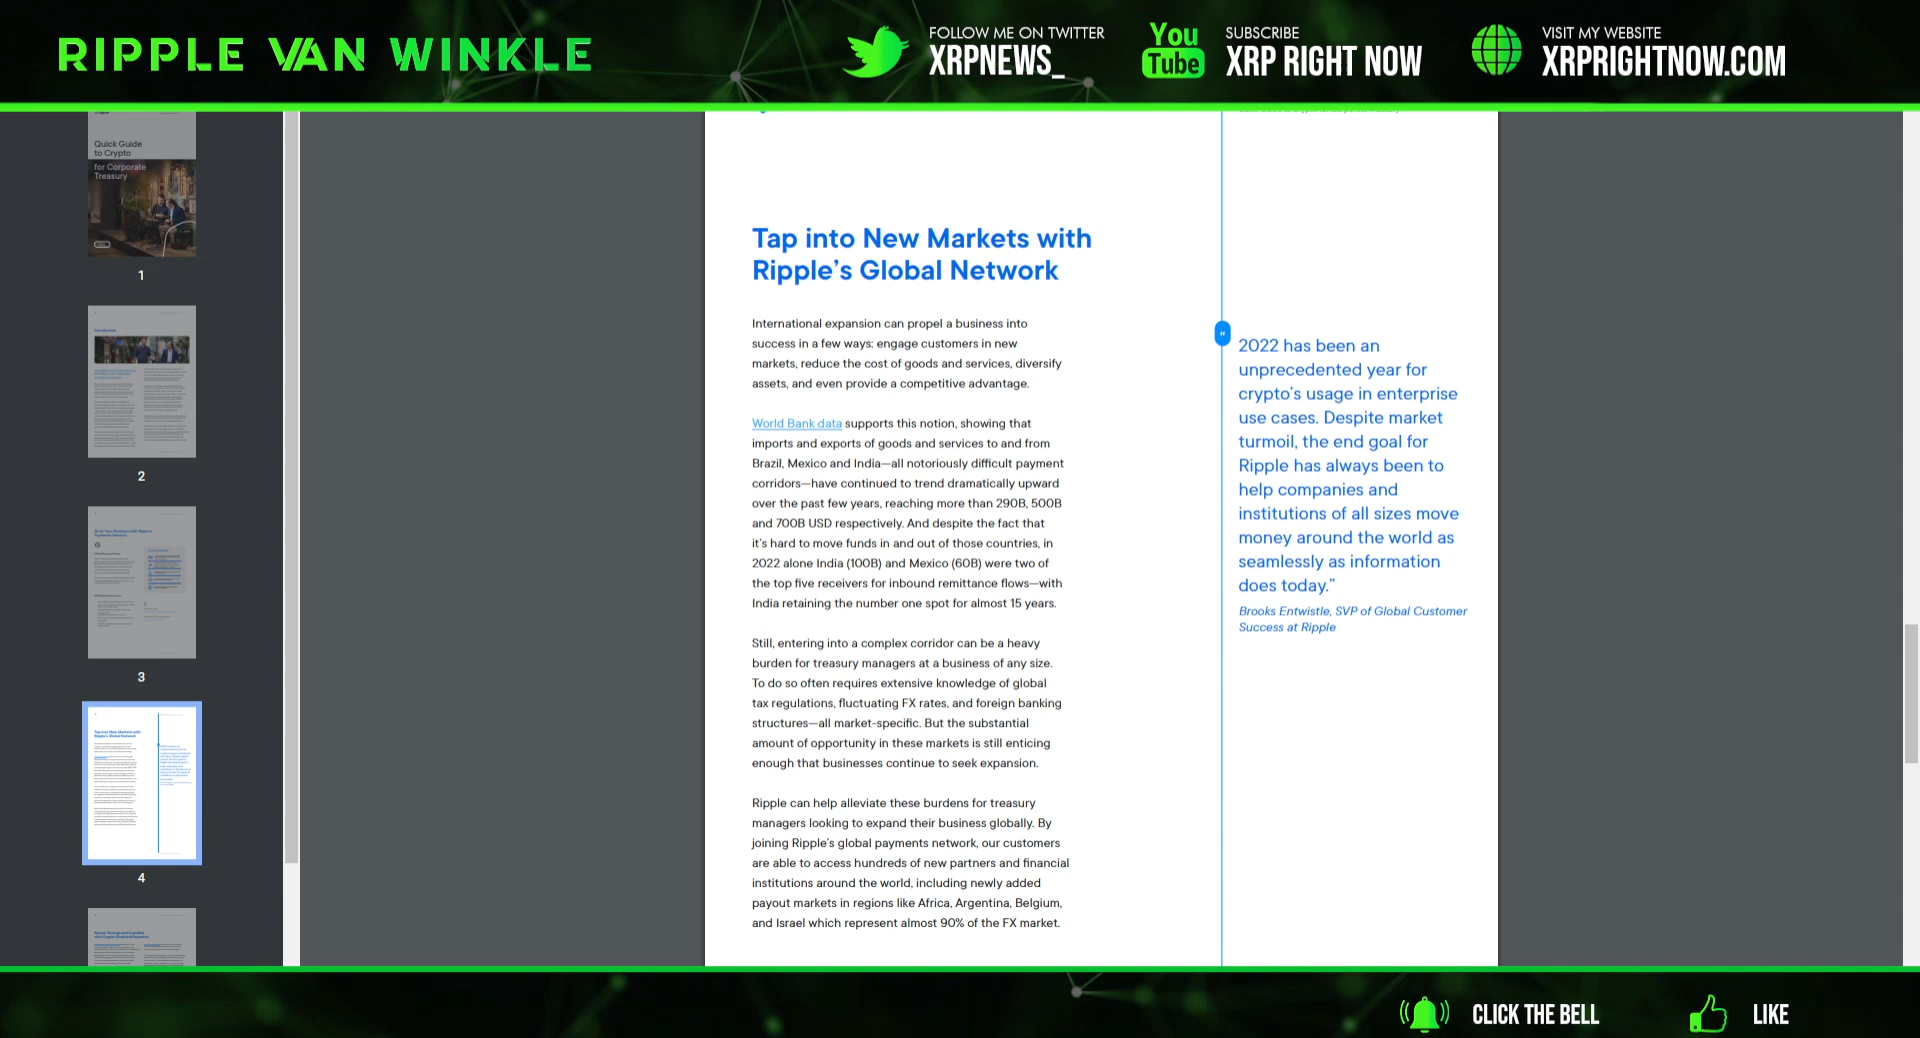 RIPPLE VAN WINKLE
FOLLOW ME ON TWITTER
XRPNEWS_
You
Tube
SUBSCRIBE
XRP RIGHT NOW
VISIT MY WEBSITE
XRPRIGHTNOW.COM
Quick Guide
to Crypto
for Corporate
Treasury
1
2
3
4
Tap into New Markets with
Ripple’s Global Network
International expansion can propel a business into
success in a few ways: engage customers in new
markets, reduce the cost of goods and services, diversify
assets, and even provide a competitive advantage.
World Bank data supports this notion, showing that
imports and exports of goods and services to and from
Brazil, Mexico and India—all notoriously difficult payment
corridors—have continued to trend dramatically upward
over the past few years, reaching more than 290B, 500B
and 700B USD respectively. And despite the fact that
it’s hard to move funds in and out of those countries, in
2022 alone India (100B) and Mexico (60B) were two of
the top five receivers for inbound remittance flows—with
India retaining the number one spot for almost 15 years.
Still, entering into a complex corridor can be a heavy
burden for treasury managers at a business of any size.
To do so often requires extensive knowledge of global
tax regulations, fluctuating FX rates, and foreign banking
structures—all market-specific. But the substantial
amount of opportunity in these markets is still enticing
enough that businesses continue to seek expansion.
Ripple can help alleviate these burdens for treasury
managers looking to expand their business globally. By
joining Ripple’s global payments network, our customers
are able to access hundreds of new partners and financial
institutions around the world, including newly added
payout markets in regions like Africa, Argentina, Belgium,
and Israel which represent almost 90% of the FX market.
“
2022 has been an
unprecedented year for
crypto’s usage in enterprise
use cases. Despite market
turmoil, the end goal for
Ripple has always been to
help companies and
institutions of all sizes move
money around the world as
seamlessly as information
does today.”
Brooks Entwistle, SVP of Global Customer
Success at Ripple
CLICK THE BELL
LIKE